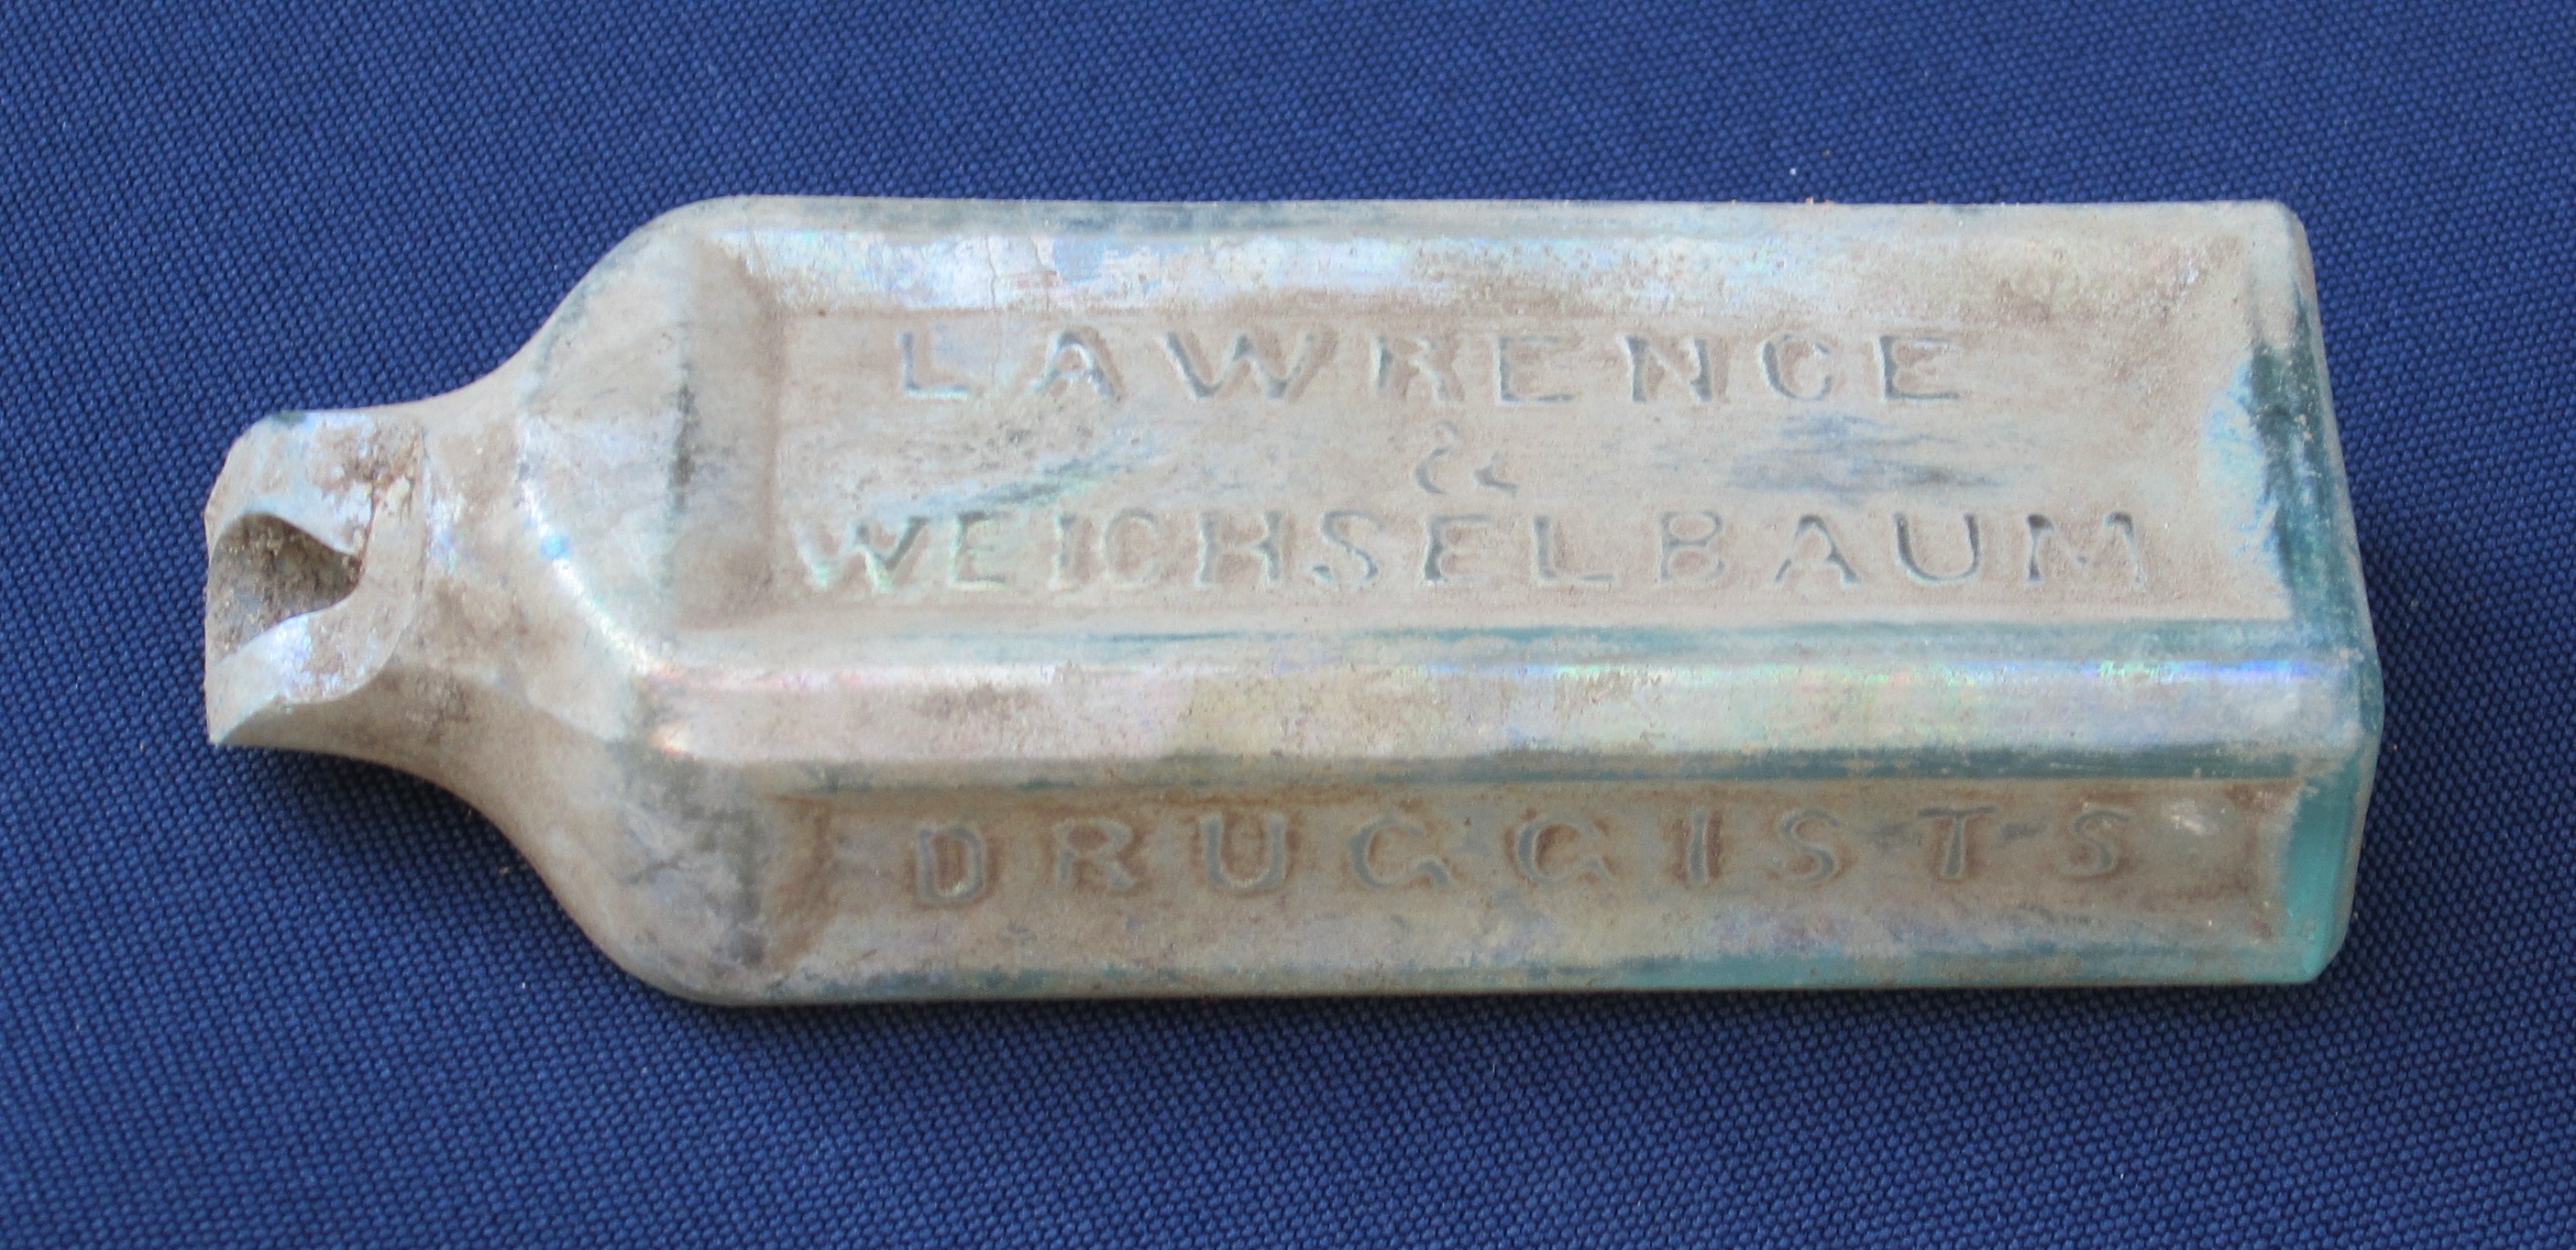 LAWRENCE
&
WEICHSELBAUM
DRUGGISTS